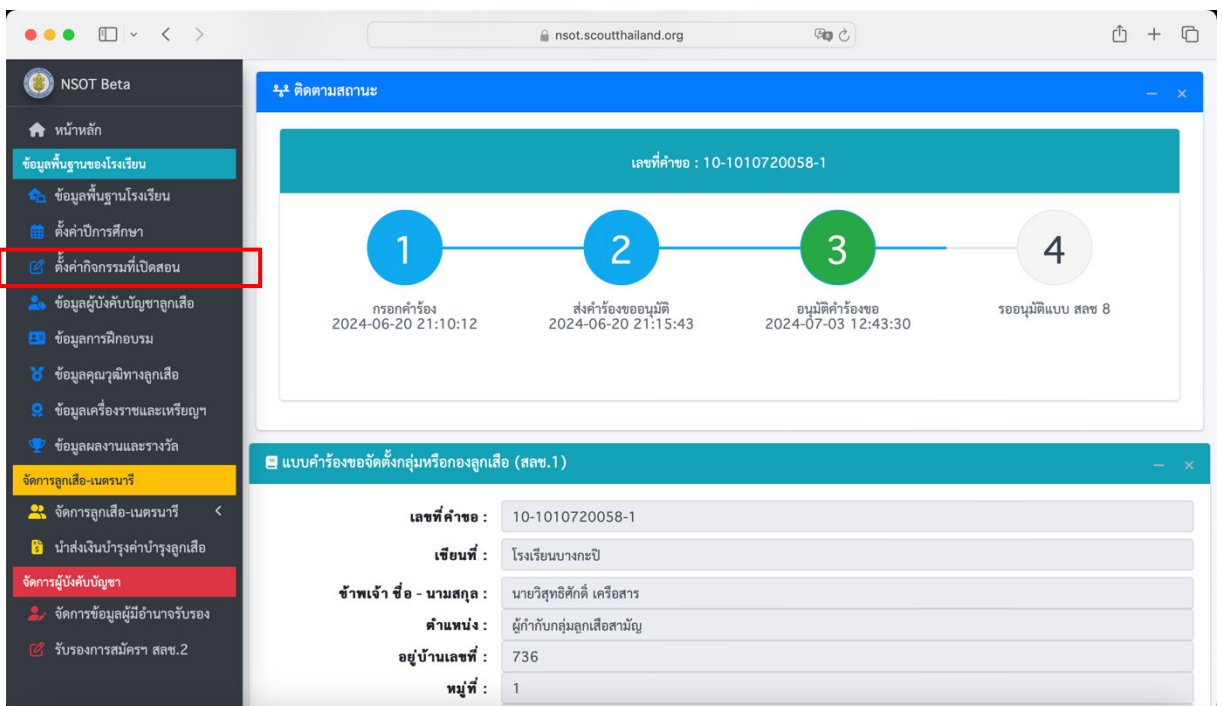 nsot.scoutthailand.org
NSOT Beta
หน้าหลัก
ข้อมูลพื้นฐานของโรงเรียน
ข้อมูลพื้นฐานโรงเรียน
ตั้งค่าปีการศึกษา
ตั้งค่ากิจกรรมที่เปิดสอน
ข้อมูลผู้บังคับบัญชาลูกเสือ
ข้อมูลการฝึกอบรม
ข้อมูลคุณวุฒิทางลูกเสือ
ข้อมูลเครื่องราชและเหรียญฯ
ข้อมูลผลงานและรางวัล
จัดการลูกเสือ-เนตรนารี
จัดการลูกเสือ-เนตรนารี
นำส่งเงินบำรุงค่าบำรุงลูกเสือ
จัดการผู้บังคับบัญชา
จัดการข้อมูลผู้มีอำนาจรับรอง
รับรองการสมัครฯ สลช.2
ติดตามสถานะ
เลขที่คำขอ : 10-1010720058-1
1
กรอกคำร้อง
2024-06-20 21:10:12
2
ส่งคำร้องขออนุมัติ
2024-06-20 21:15:43
3
อนุมัติคำร้องขอ
2024-07-03 12:43:30
4
รออนุมัติแบบ สลช 8
แบบคำร้องขอจัดตั้งกลุ่มหรือกองลูกเสือ (สลช.1)
เลขที่คำขอ : 10-1010720058-1
เขียนที่ : โรงเรียนบางกะปิ
ข้าพเจ้า ชื่อ - นามสกุล : นายวิสุทธิศักดิ์ เครือสาร
ตำแหน่ง : ผู้กำกับกลุ่มลูกเสือสามัญ
อยู่บ้านเลขที่ : 736
หมู่ที่ : 1